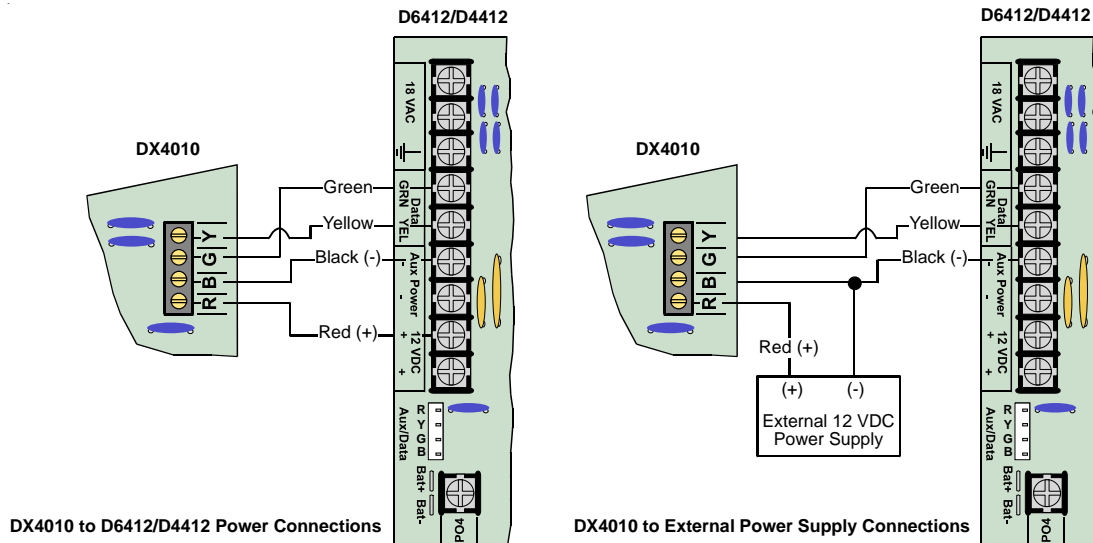 D6412/D4412
18 VAC
DX4010
Green
GRN Data YEL
Yellow
Y
G
B
R
Black (-)
- Aux Power -
Red (+)
+ 12 VDC +
R
Y
G
B
Aux/Data
Bat+ Bat-
PO4
DX4010 to D6412/D4412 Power Connections
D6412/D4412
18 VAC
DX4010
Green
GRN Data YEL
Yellow
Y
G
B
R
Black (-)
- Aux Power -
Red (+)
+ 12 VDC +
(+) (-)
External 12 VDC
Power Supply
R
Y
G
B
Aux/Data
Bat+ Bat-
PO4
DX4010 to External Power Supply Connections